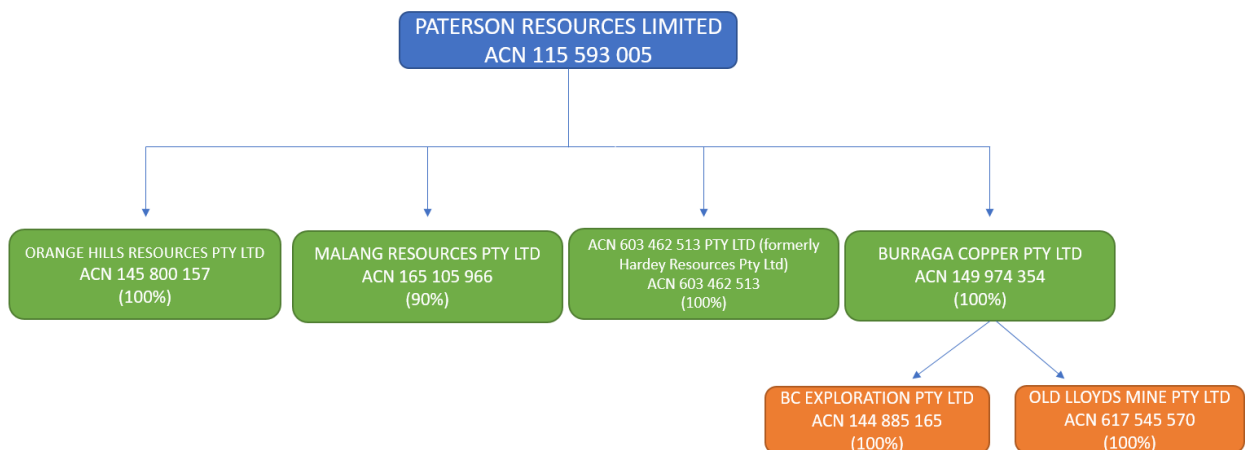 PATERSON RESOURCES LIMITED
ACN 115 593 005
ORANGE HILLS RESOURCES PTY LTD
ACN 145 800 157
(100%)
MALANG RESOURCES PTY LTD
ACN 165 105 966
(90%)
ACN 603 462 513 PTY LTD (formerly
Hardey Resources Pty Ltd)
ACN 603 462 513
(100%)
BURRAGA COPPER PTY LTD
ACN 149 974 354
(100%)
BC EXPLORATION PTY LTD
ACN 144 885 165
(100%)
OLD LLOYDS MINE PTY LTD
ACN 617 545 570
(100%)